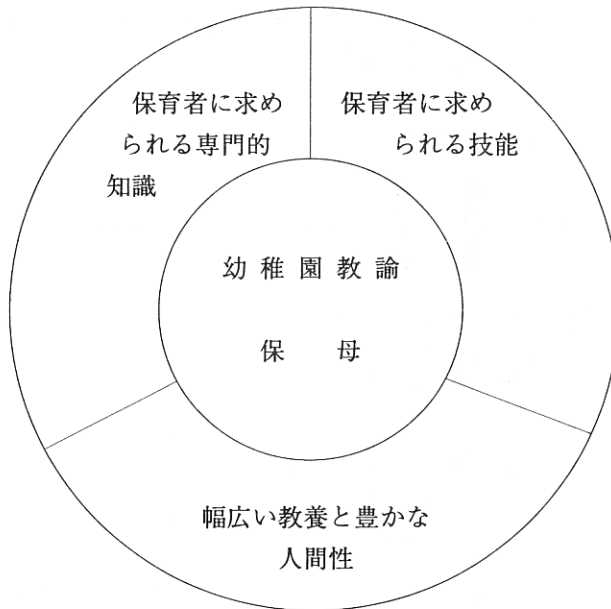 保育者に求め
られる専門的
知識
保育者に求め
られる技能
幼稚園教諭
保母
幅広い教養と豊かな
人間性